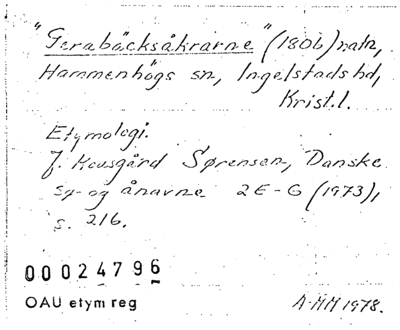 "Gerabäcksåkrarne" (1806) natn,
Hammenhögs sn, Ingelstads hd,
Krist. l.
Etymologi.
J. Kousgård Sørensen, Danske
sø- og ånavne 2 E-G (1973),
s. 216.
00024796
OAU etym reg
A-MM 1978.